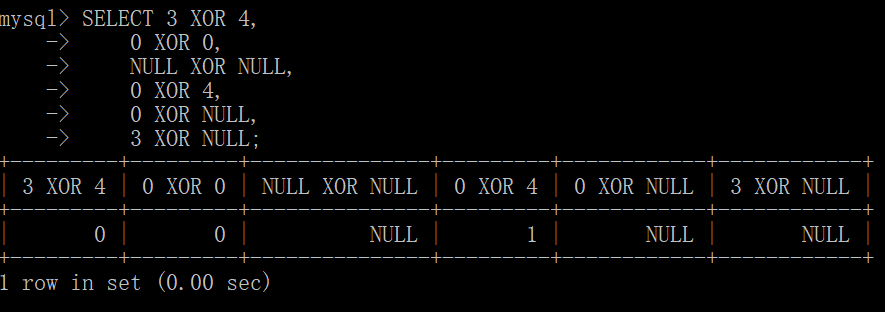 mysql> SELECT 3 XOR 4,
    ->     0 XOR 0,
    ->     NULL XOR NULL,
    ->     0 XOR 4,
    ->     0 XOR NULL,
    ->     3 XOR NULL;
+---------+---------+---------------+---------+------------+------------+
| 3 XOR 4 | 0 XOR 0 | NULL XOR NULL | 0 XOR 4 | 0 XOR NULL | 3 XOR NULL |
+---------+---------+---------------+---------+------------+------------+
|       0 |       0 |          NULL |       1 |       NULL |       NULL |
+---------+---------+---------------+---------+------------+------------+
1 row in set (0.00 sec)